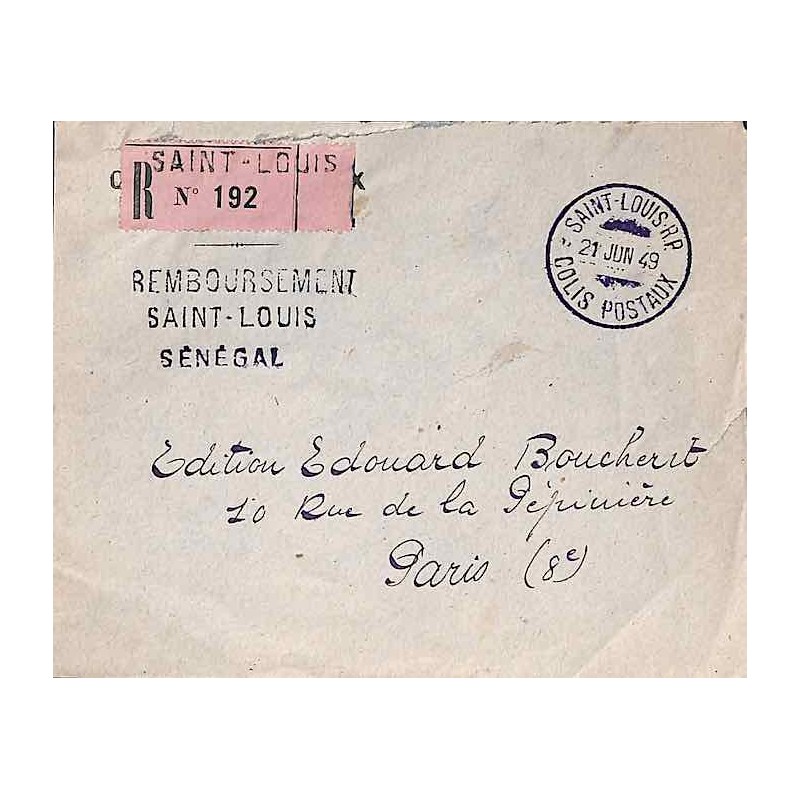 SAINT-LOUIS
R N° 192
REMBOURSEMENT
SAINT-LOUIS
SÉNÉGAL
SAINT-LOUIS-R.P.
21 JUN 49
COLIS POSTAUX
Edition Edouard Boucherit
10 Rue de la Pépinière
Paris (8e)